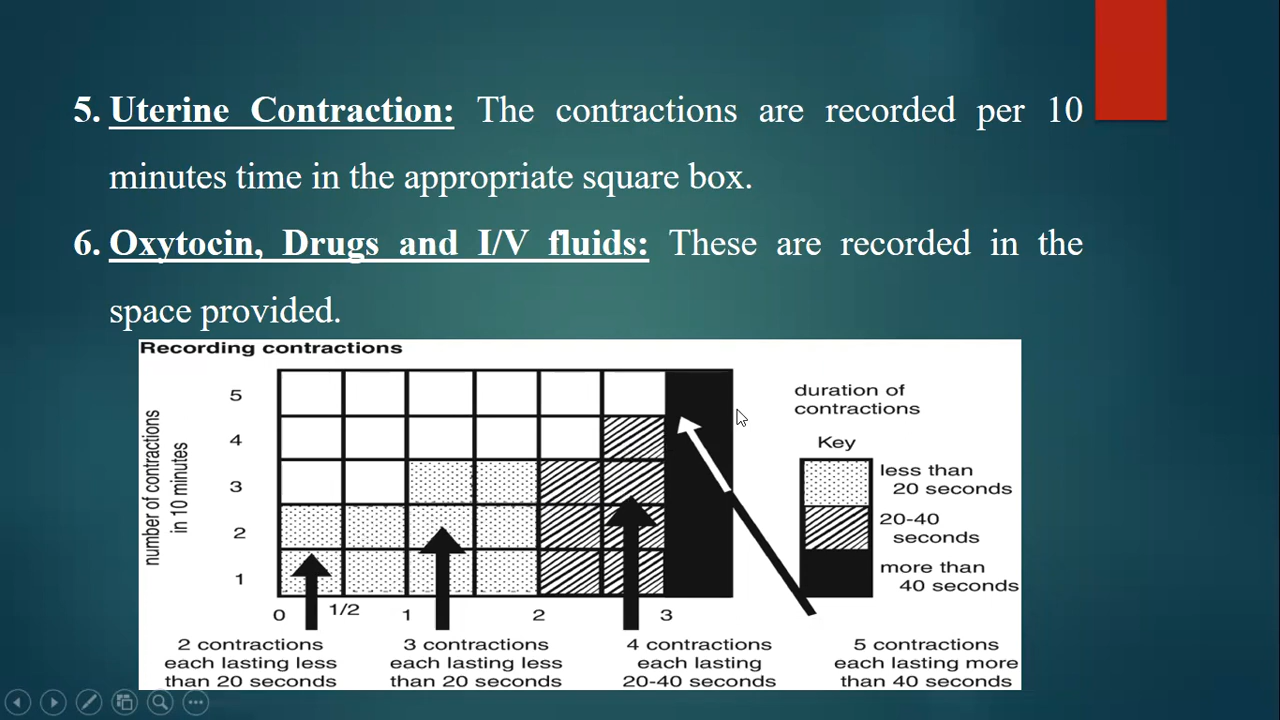 5. Uterine Contraction: The contractions are recorded per 10
minutes time in the appropriate square box.
6. Oxytocin, Drugs and I/V fluids: These are recorded in the
space provided.
Recording contractions
number of contractions
in 10 minutes
5
4
3
2
1
0
1/2
1
2
3
duration of
contractions
Key
less than
20 seconds
20-40
seconds
more than
40 seconds
2 contractions
each lasting less
than 20 seconds
3 contractions
each lasting less
than 20 seconds
4 contractions
each lasting
20-40 seconds
5 contractions
each lasting more
than 40 seconds